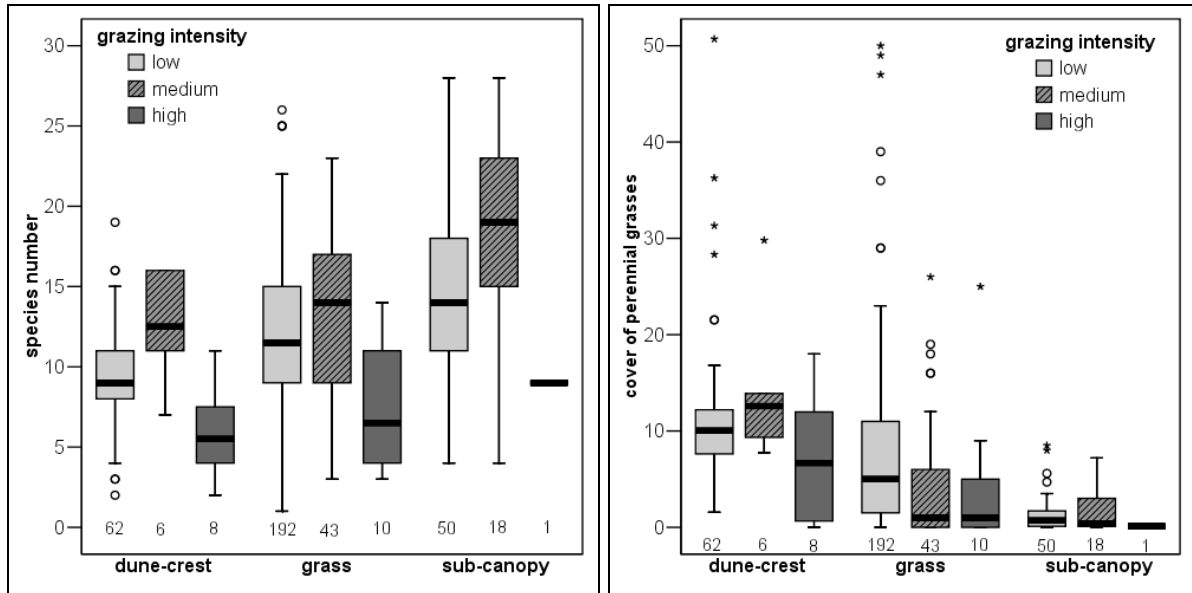 grazing intensity
low
medium
high
species number
30
25
20
15
10
5
0
62 6 8 192 43 10 50 18 1
dune-crest grass sub-canopy
grazing intensity
low
medium
high
cover of perennial grasses
50
40
30
20
10
0
62 6 8 192 43 10 50 18 1
dune-crest grass sub-canopy